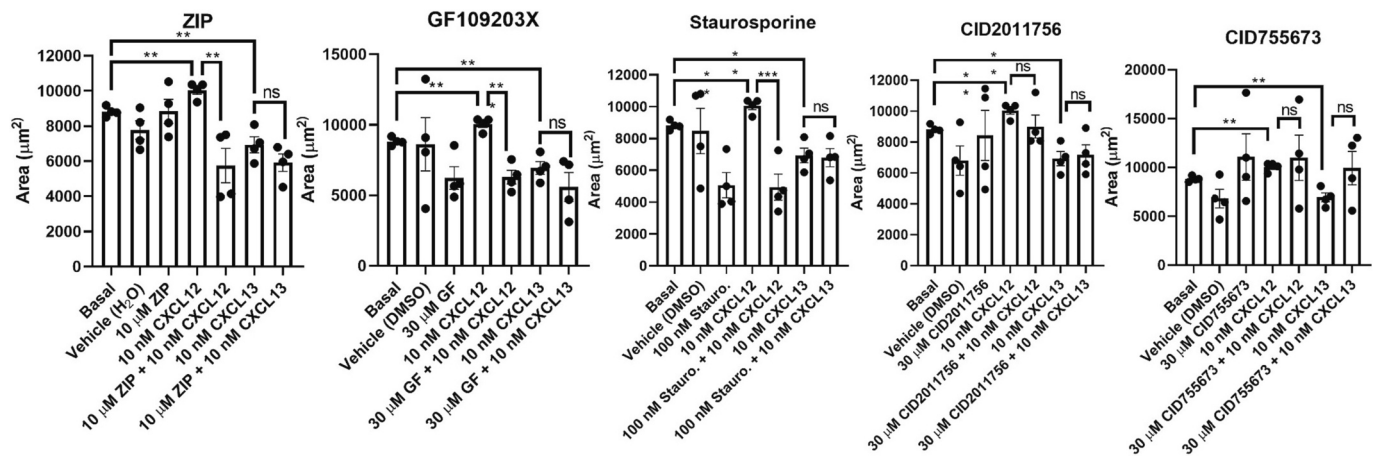 ZIP
Area (μm²)
12000
10000
8000
6000
4000
2000
0
**
**
**
ns
Basal
Vehicle (H₂O)
10 μM ZIP
10 nM CXCL12
10 μM ZIP + 10 nM CXCL12
10 nM CXCL13
10 μM ZIP + 10 nM CXCL13
GF109203X
Area (μm²)
15000
10000
5000
0
**
**
**
*
ns
Basal
Vehicle (DMSO)
30 μM GF
10 nM CXCL12
30 μM GF + 10 nM CXCL12
10 nM CXCL13
30 μM GF + 10 nM CXCL13
Staurosporine
Area (μm²)
12000
10000
8000
6000
4000
2000
0
*
*
* *
***
*
ns
Basal
Vehicle (DMSO)
100 nM Stauro.
10 nM CXCL12
100 nM Stauro. + 10 nM CXCL12
10 nM CXCL13
100 nM Stauro. + 10 nM CXCL13
CID2011756
Area (μm²)
12000
10000
8000
6000
4000
2000
0
*
*
* *
* *
ns
ns
Basal
Vehicle (DMSO)
30 μM CID2011756
10 nM CXCL12
30 μM CID2011756 + 10 nM CXCL12
10 nM CXCL13
30 μM CID2011756 + 10 nM CXCL13
CID755673
Area (μm²)
20000
15000
10000
5000
0
**
**
ns
ns
Basal
Vehicle (DMSO)
30 μM CID755673
10 nM CXCL12
30 μM CID755673 + 10 nM CXCL12
10 nM CXCL13
30 μM CID755673 + 10 nM CXCL13